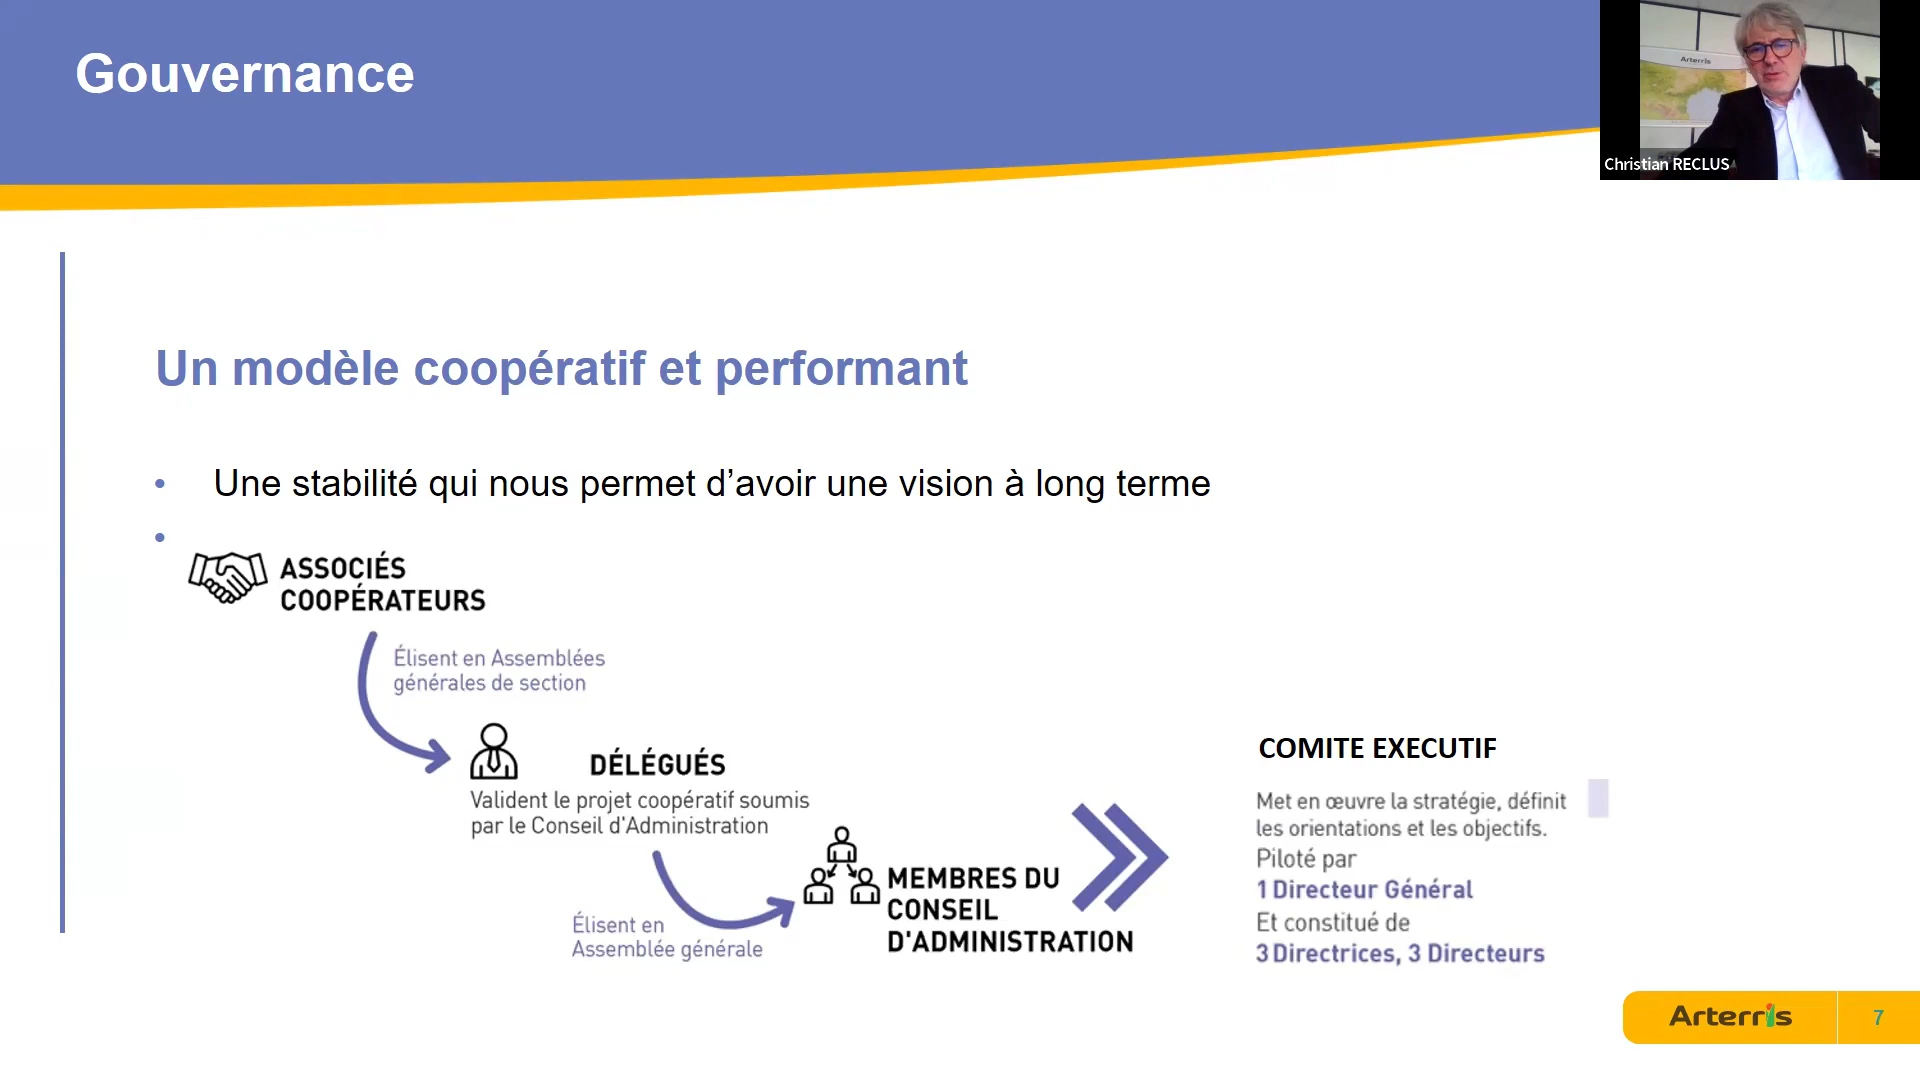 Gouvernance
Arterris
Christian RECLUS
Un modèle coopératif et performant
• Une stabilité qui nous permet d’avoir une vision à long terme
•
ASSOCIÉS
COOPÉRATEURS
Élisent en Assemblées
générales de section
DÉLÉGUÉS
Valident le projet coopératif soumis
par le Conseil d'Administration
Élisent en
Assemblée générale
MEMBRES DU
CONSEIL
D'ADMINISTRATION
COMITE EXECUTIF
Met en œuvre la stratégie, définit
les orientations et les objectifs.
Piloté par
1 Directeur Général
Et constitué de
3 Directrices, 3 Directeurs
Arterris
7